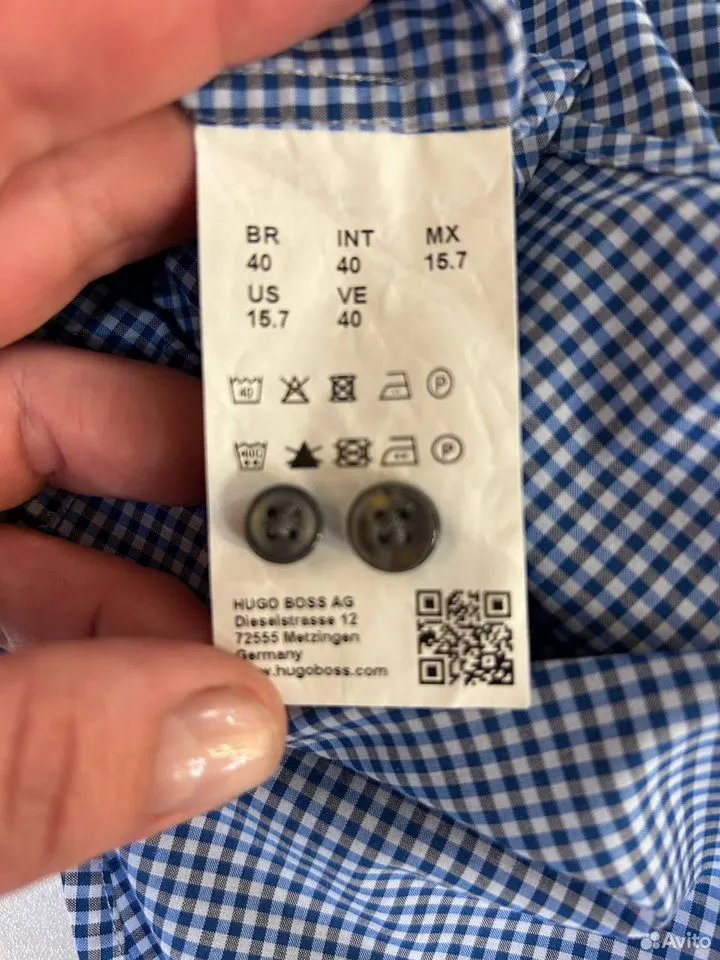 BR INT MX
40 40 15.7
US VE
15.7 40
40 P
40C P
HUGO BOSS AG
Dieselstrasse 12
72555 Metzingen
Germany
.hugoboss.com
Avito